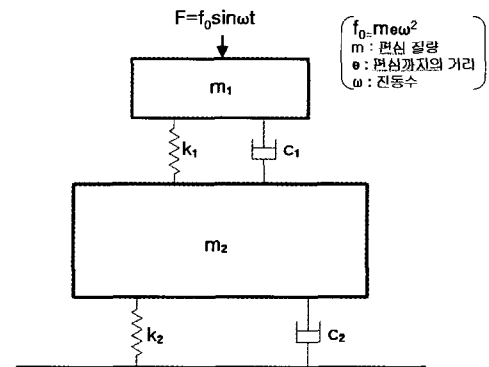 F=f₀sinωt
f₀=meω²
m : 편심 질량
e : 편심까지의 거리
ω : 진동수
m₁
k₁
C₁
m₂
k₂
C₂